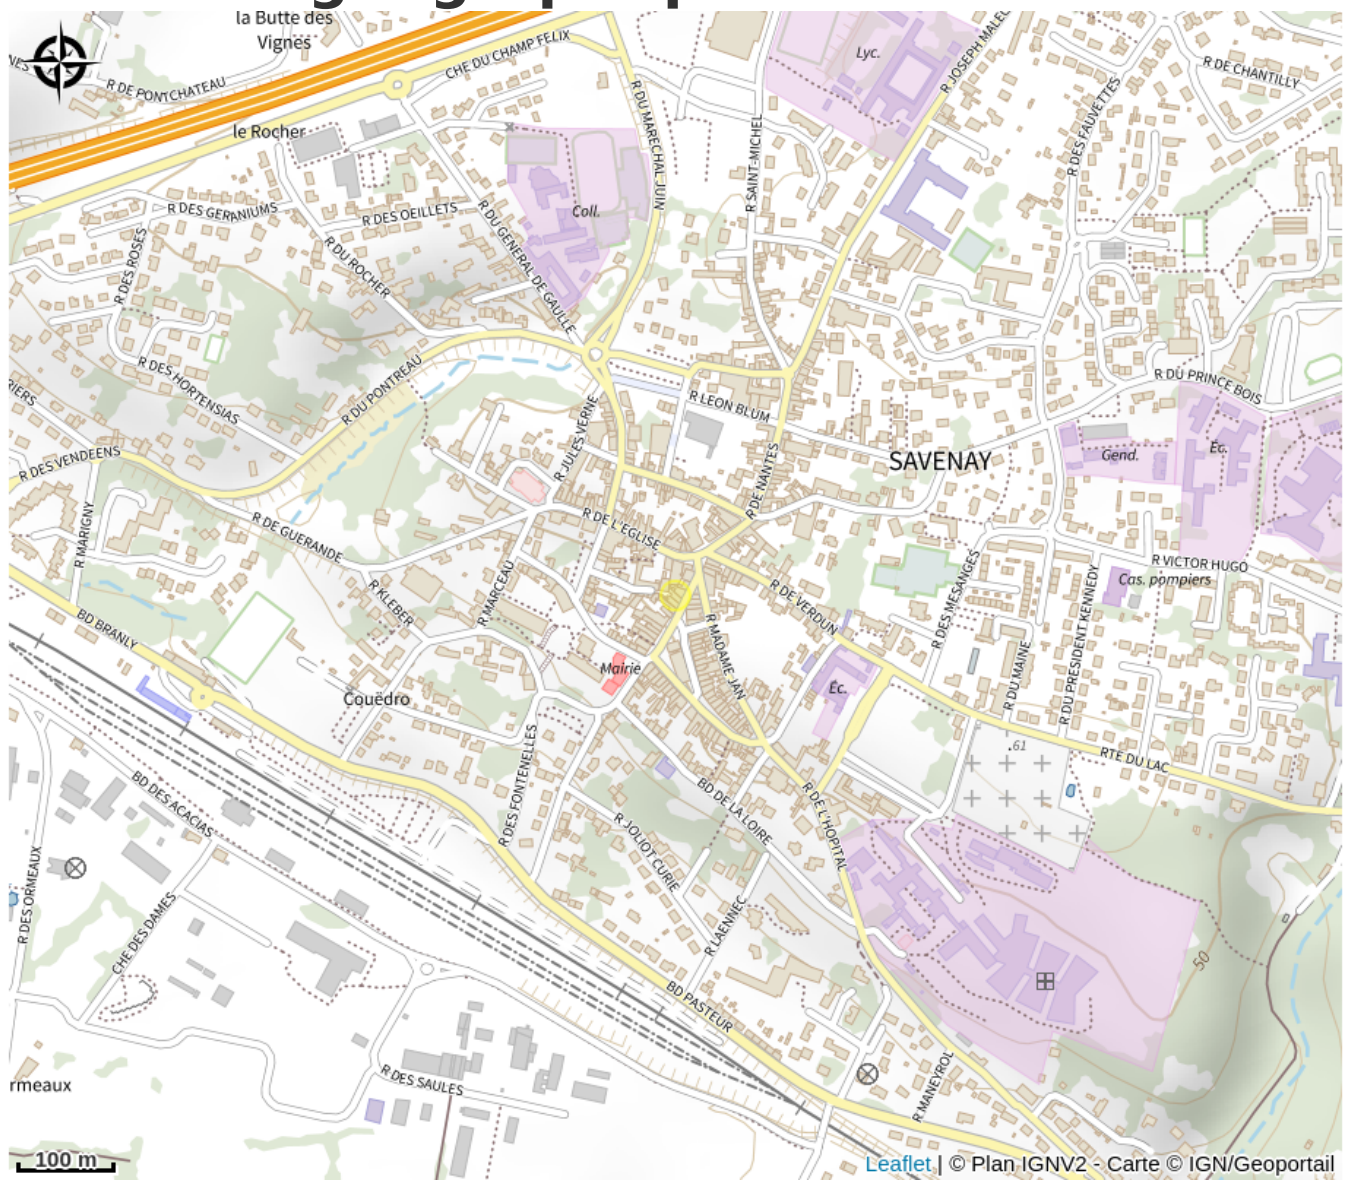 la Butte des
Vignes
R DE PONTCHATEAU
CHE DU CHAMP FELIX
le Rocher
R DU MARECHAL JUIN
R SAINT-MICHEL
Lyc.
R JOSEPH MALEG
R DE CHANTILLY
R DES FAUVETTES
R DES GERANIUMS
R DES OEILLETS
R DES ROSES
R DU ROCHER
R DU GENERAL DE GAULLE
Coll.
R DES HORTENSIAS
R DU PONTREAU
R JULES VERNE
R LEON BLUM
R DU PRINCE BOIS
RIERS
R DES VENDEENS
R DE NANTES
SAVENAY
Gend.
Ec.
R MARIGNY
R DE GUERANDE
R DE L'EGLISE
R KLEBER
R MARCEAU
R DE VERDUN
R DES MESANGES
R VICTOR HUGO
Cas. pompiers
BD BRANLY
R MADAME JAN
Mairie
Ec.
R DU MAINE
R DU PRESIDENT KENNEDY
Couëdro
.61
RTE DU LAC
R DES FONTENELLES
BD DES ACACIAS
BD DE LA LOIRE
R DE L'HOPITAL
R JOLIOT CURIE
R DES ORMEAUX
CHE DES DAMES
R LAENNEC
50
BD PASTEUR
rmeaux
R DES SAULES
R MANEYROL
100 m
Leaflet | © Plan IGNV2 - Carte © IGN/Geoportail